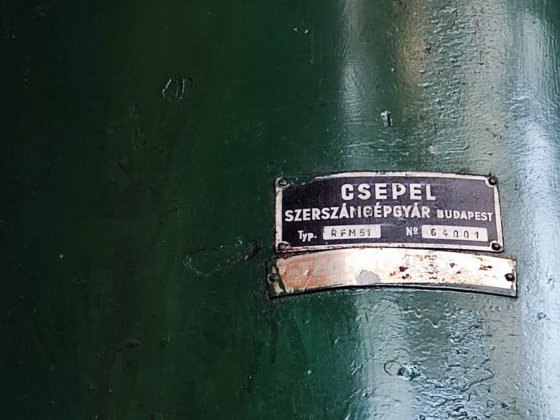 CSEPEL
SZERSZÁMGÉPGYÁR BUDAPEST
Typ. RFM51 Nº 64001